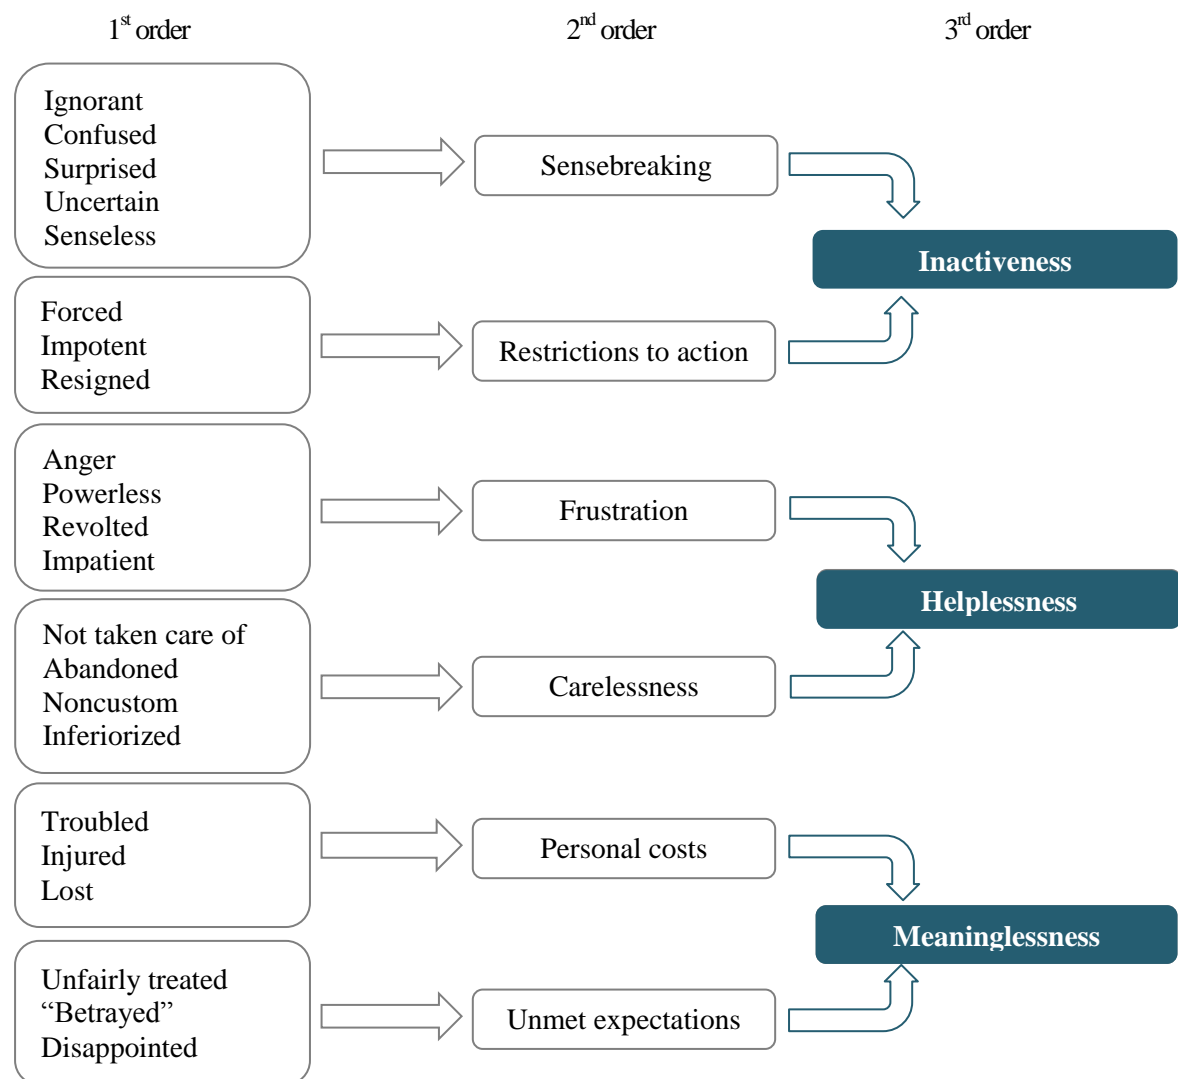 1st order
2nd order
3rd order
Ignorant
Confused
Surprised
Uncertain
Senseless
Sensebreaking
Inactiveness
Forced
Impotent
Resigned
Restrictions to action
Anger
Powerless
Revolted
Impatient
Frustration
Helplessness
Not taken care of
Abandoned
Noncustom
Inferiorized
Carelessness
Troubled
Injured
Lost
Personal costs
Meaninglessness
Unfairly treated
“Betrayed”
Disappointed
Unmet expectations